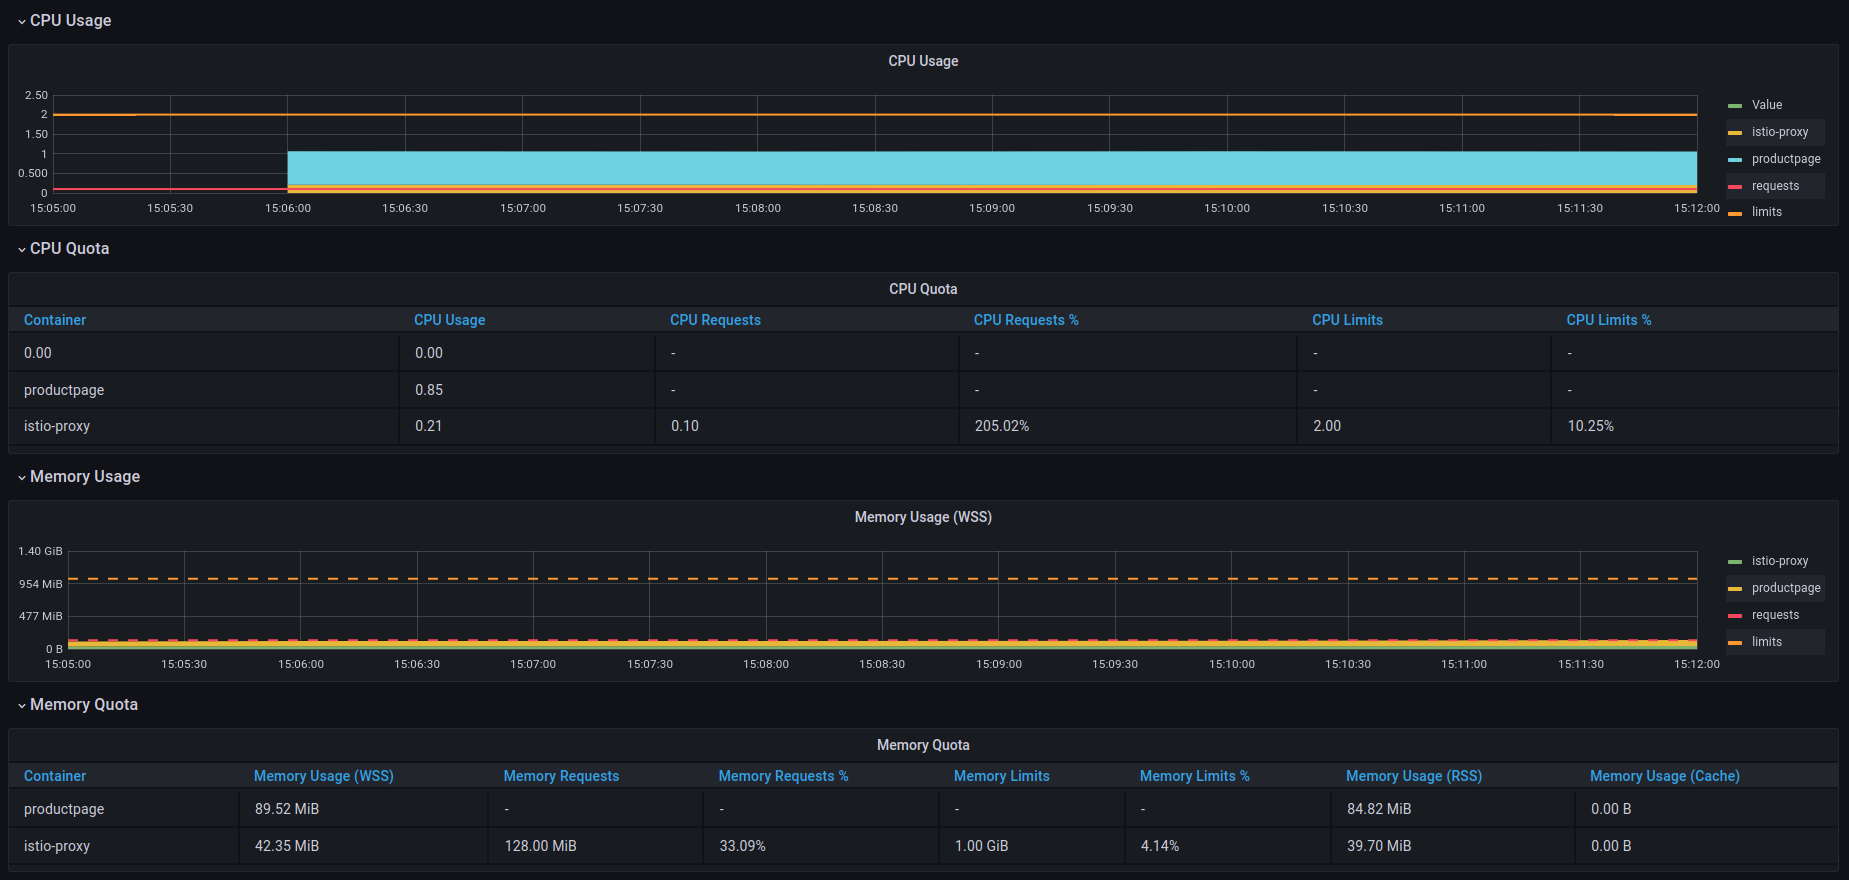 CPU Usage
CPU Usage
2.50
2
1.50
1
0.500
0
15:05:00 15:05:30 15:06:00 15:06:30 15:07:00 15:07:30 15:08:00 15:08:30 15:09:00 15:09:30 15:10:00 15:10:30 15:11:00 15:11:30 15:12:00
Value
istio-proxy
productpage
requests
limits
CPU Quota
CPU Quota
Container CPU Usage CPU Requests CPU Requests % CPU Limits CPU Limits %
0.00 0.00 - - - -
productpage 0.85 - - - -
istio-proxy 0.21 0.10 205.02% 2.00 10.25%
Memory Usage
Memory Usage (WSS)
1.40 GiB
954 MiB
477 MiB
0 B
15:05:00 15:05:30 15:06:00 15:06:30 15:07:00 15:07:30 15:08:00 15:08:30 15:09:00 15:09:30 15:10:00 15:10:30 15:11:00 15:11:30 15:12:00
istio-proxy
productpage
requests
limits
Memory Quota
Memory Quota
Container Memory Usage (WSS) Memory Requests Memory Requests % Memory Limits Memory Limits % Memory Usage (RSS) Memory Usage (Cache)
productpage 89.52 MiB - - - - 84.82 MiB 0.00 B
istio-proxy 42.35 MiB 128.00 MiB 33.09% 1.00 GiB 4.14% 39.70 MiB 0.00 B